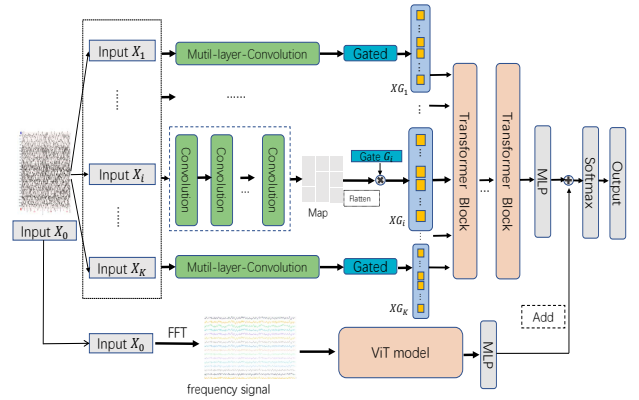 Input X₁
Mutil-layer-Convolution
Gated
XG₁
......
Input Xᵢ
Convolution
Convolution
...
Convolution
Map
Gate Gᵢ
Flatten
XGᵢ
Transformer Block
...
Transformer Block
MLP
Softmax
Output
Input X₀
Input X_K
Mutil-layer-Convolution
Gated
XG_K
Add
Input X₀
FFT
frequency signal
ViT model
MLP